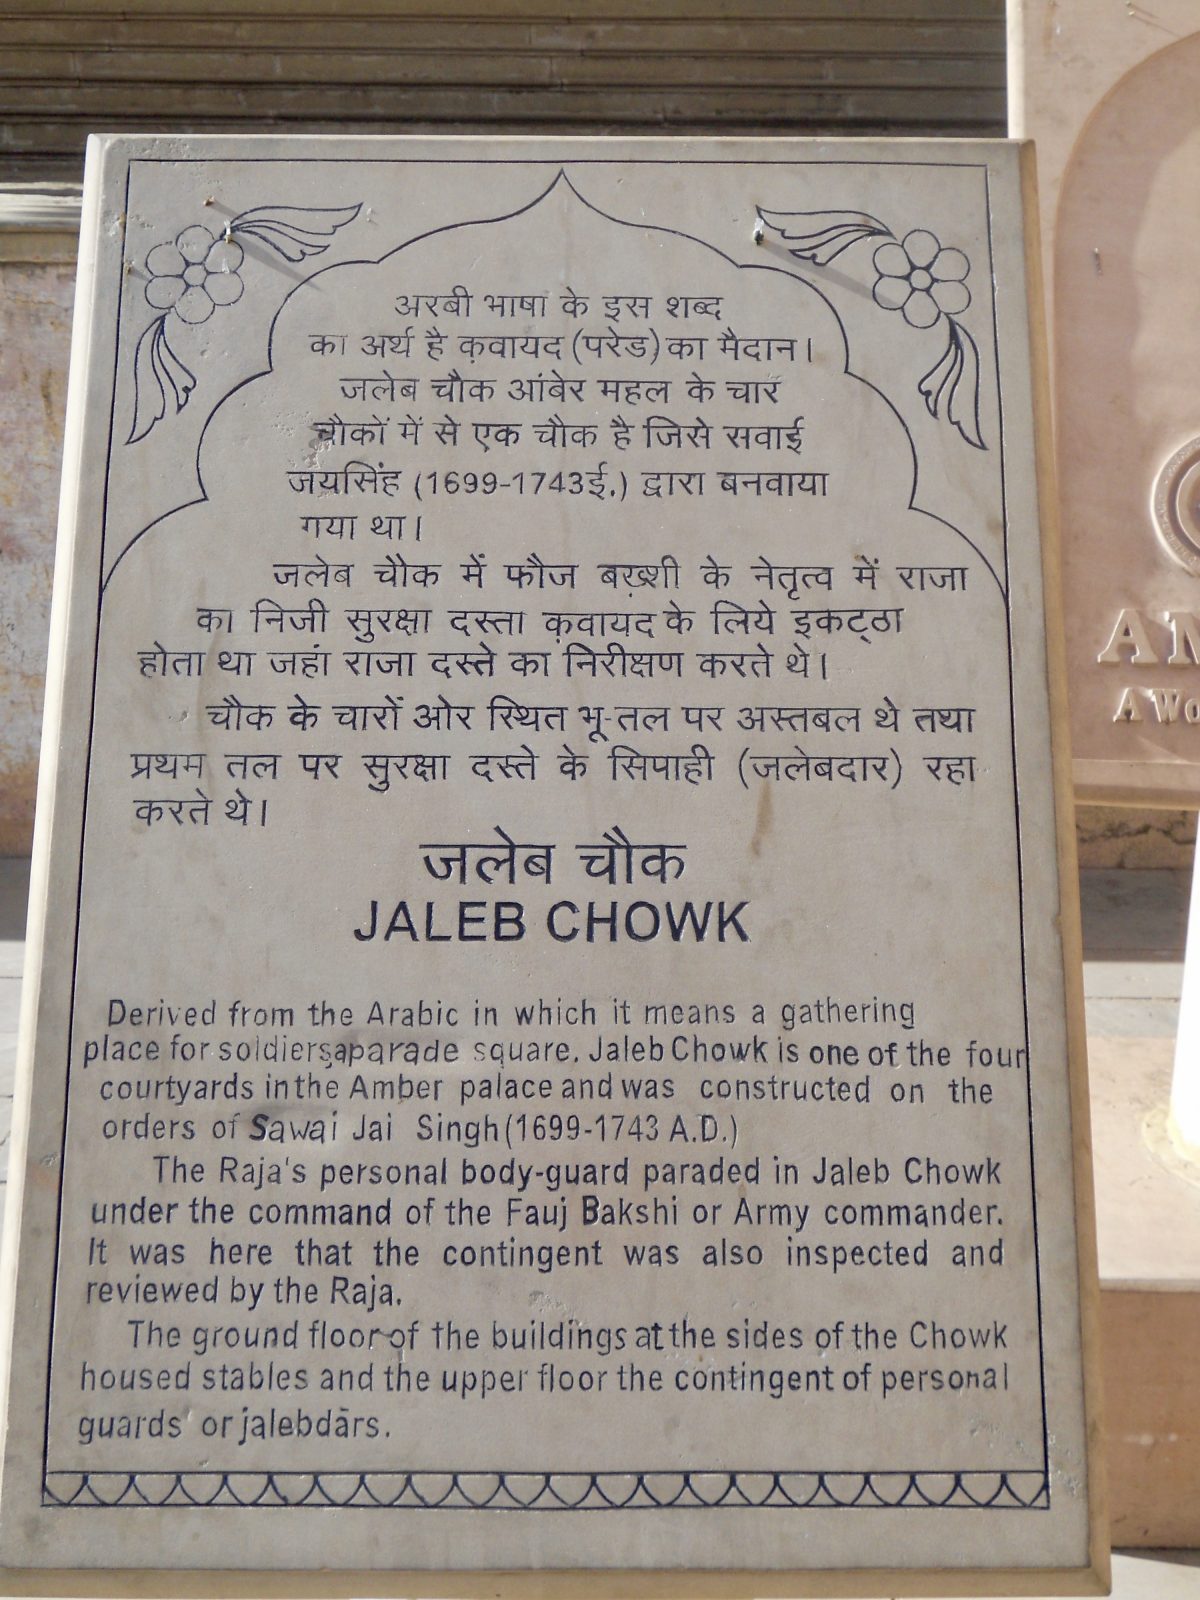 अरबी भाषा के इस शब्द
का अर्थ है क़वायद (परेड) का मैदान।
जलेब चौक आंबेर महल के चार
चौकों में से एक चौक है जिसे सवाई
जयसिंह (1699-1743ई.) द्वारा बनवाया
गया था।
जलेब चौक में फौज बख़्शी के नेतृत्व में राजा
का निजी सुरक्षा दस्ता क़वायद के लिये इकट्ठा
होता था जहां राजा दस्ते का निरीक्षण करते थे।
चौक के चारों ओर स्थित भू-तल पर अस्तबल थे तथा
प्रथम तल पर सुरक्षा दस्ते के सिपाही (जलेबदार) रहा
करते थे।
जलेब चौक
JALEB CHOWK
Derived from the Arabic in which it means a gathering
place for soldiers,a parade square. Jaleb Chowk is one of the four
courtyards in the Amber palace and was constructed on the
orders of Sawai Jai Singh (1699-1743 A.D.)
The Raja's personal body-guard paraded in Jaleb Chowk
under the command of the Fauj Bakshi or Army commander.
It was here that the contingent was also inspected and
reviewed by the Raja.
The ground floor of the buildings at the sides of the Chowk
housed stables and the upper floor the contingent of personal
guards or jalebdārs.